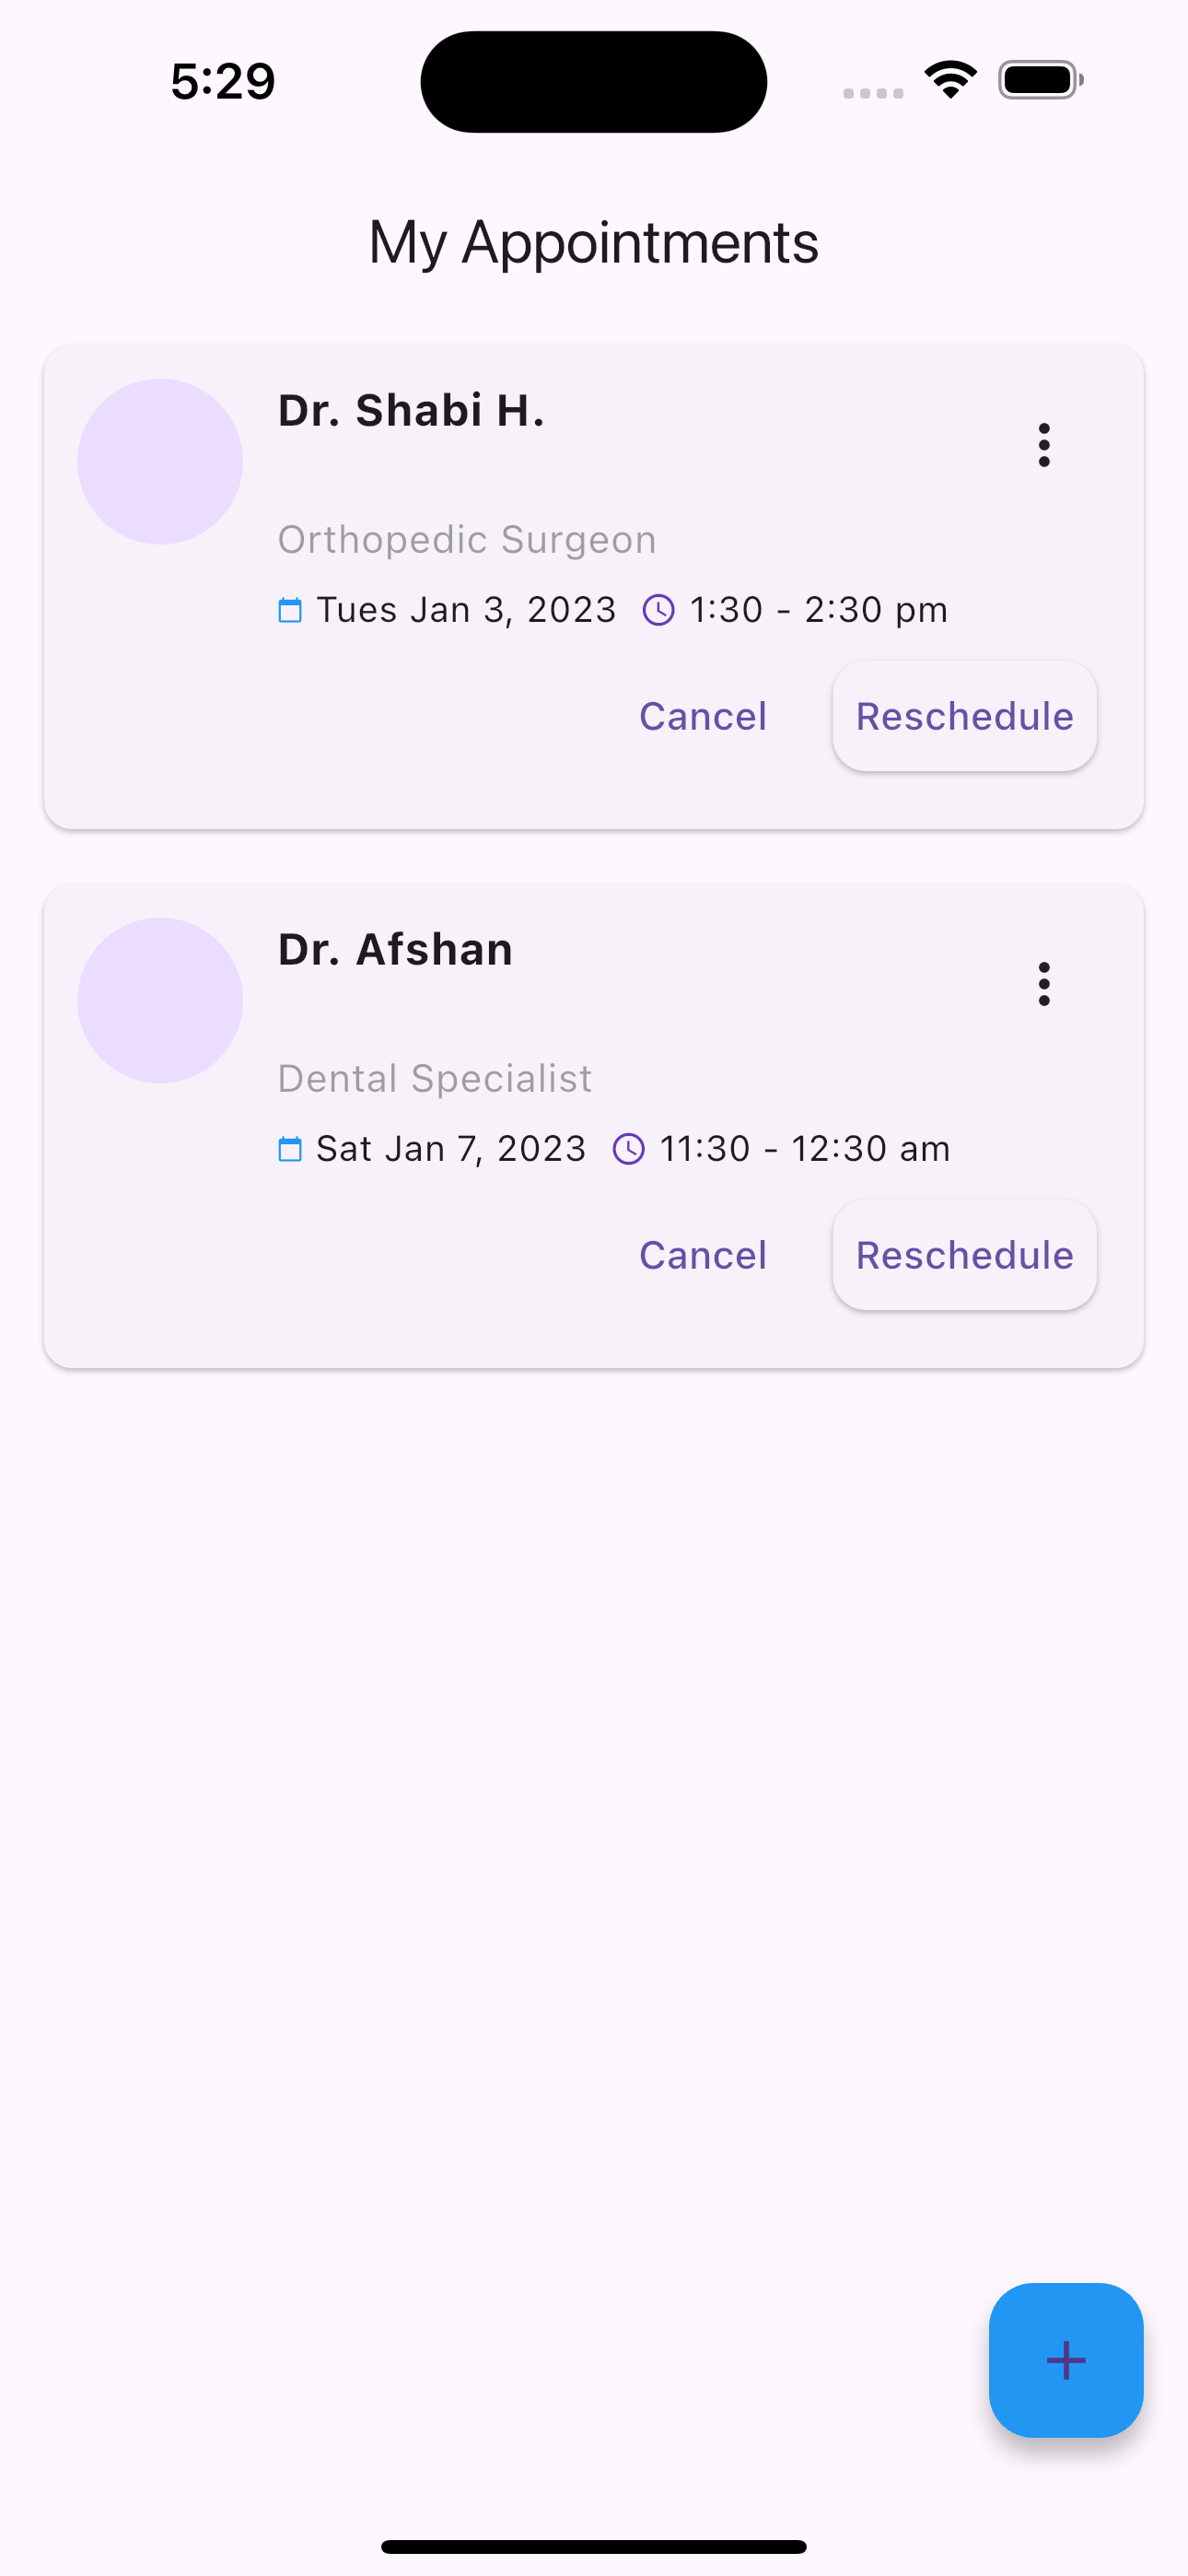 5:29
My Appointments
Dr. Shabi H.
Orthopedic Surgeon
Tues Jan 3, 2023 1:30 - 2:30 pm
Cancel Reschedule
Dr. Afshan
Dental Specialist
Sat Jan 7, 2023 11:30 - 12:30 am
Cancel Reschedule